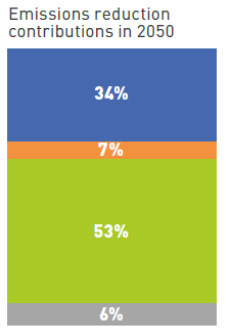 Emissions reduction
contributions in 2050
34%
7%
53%
6%